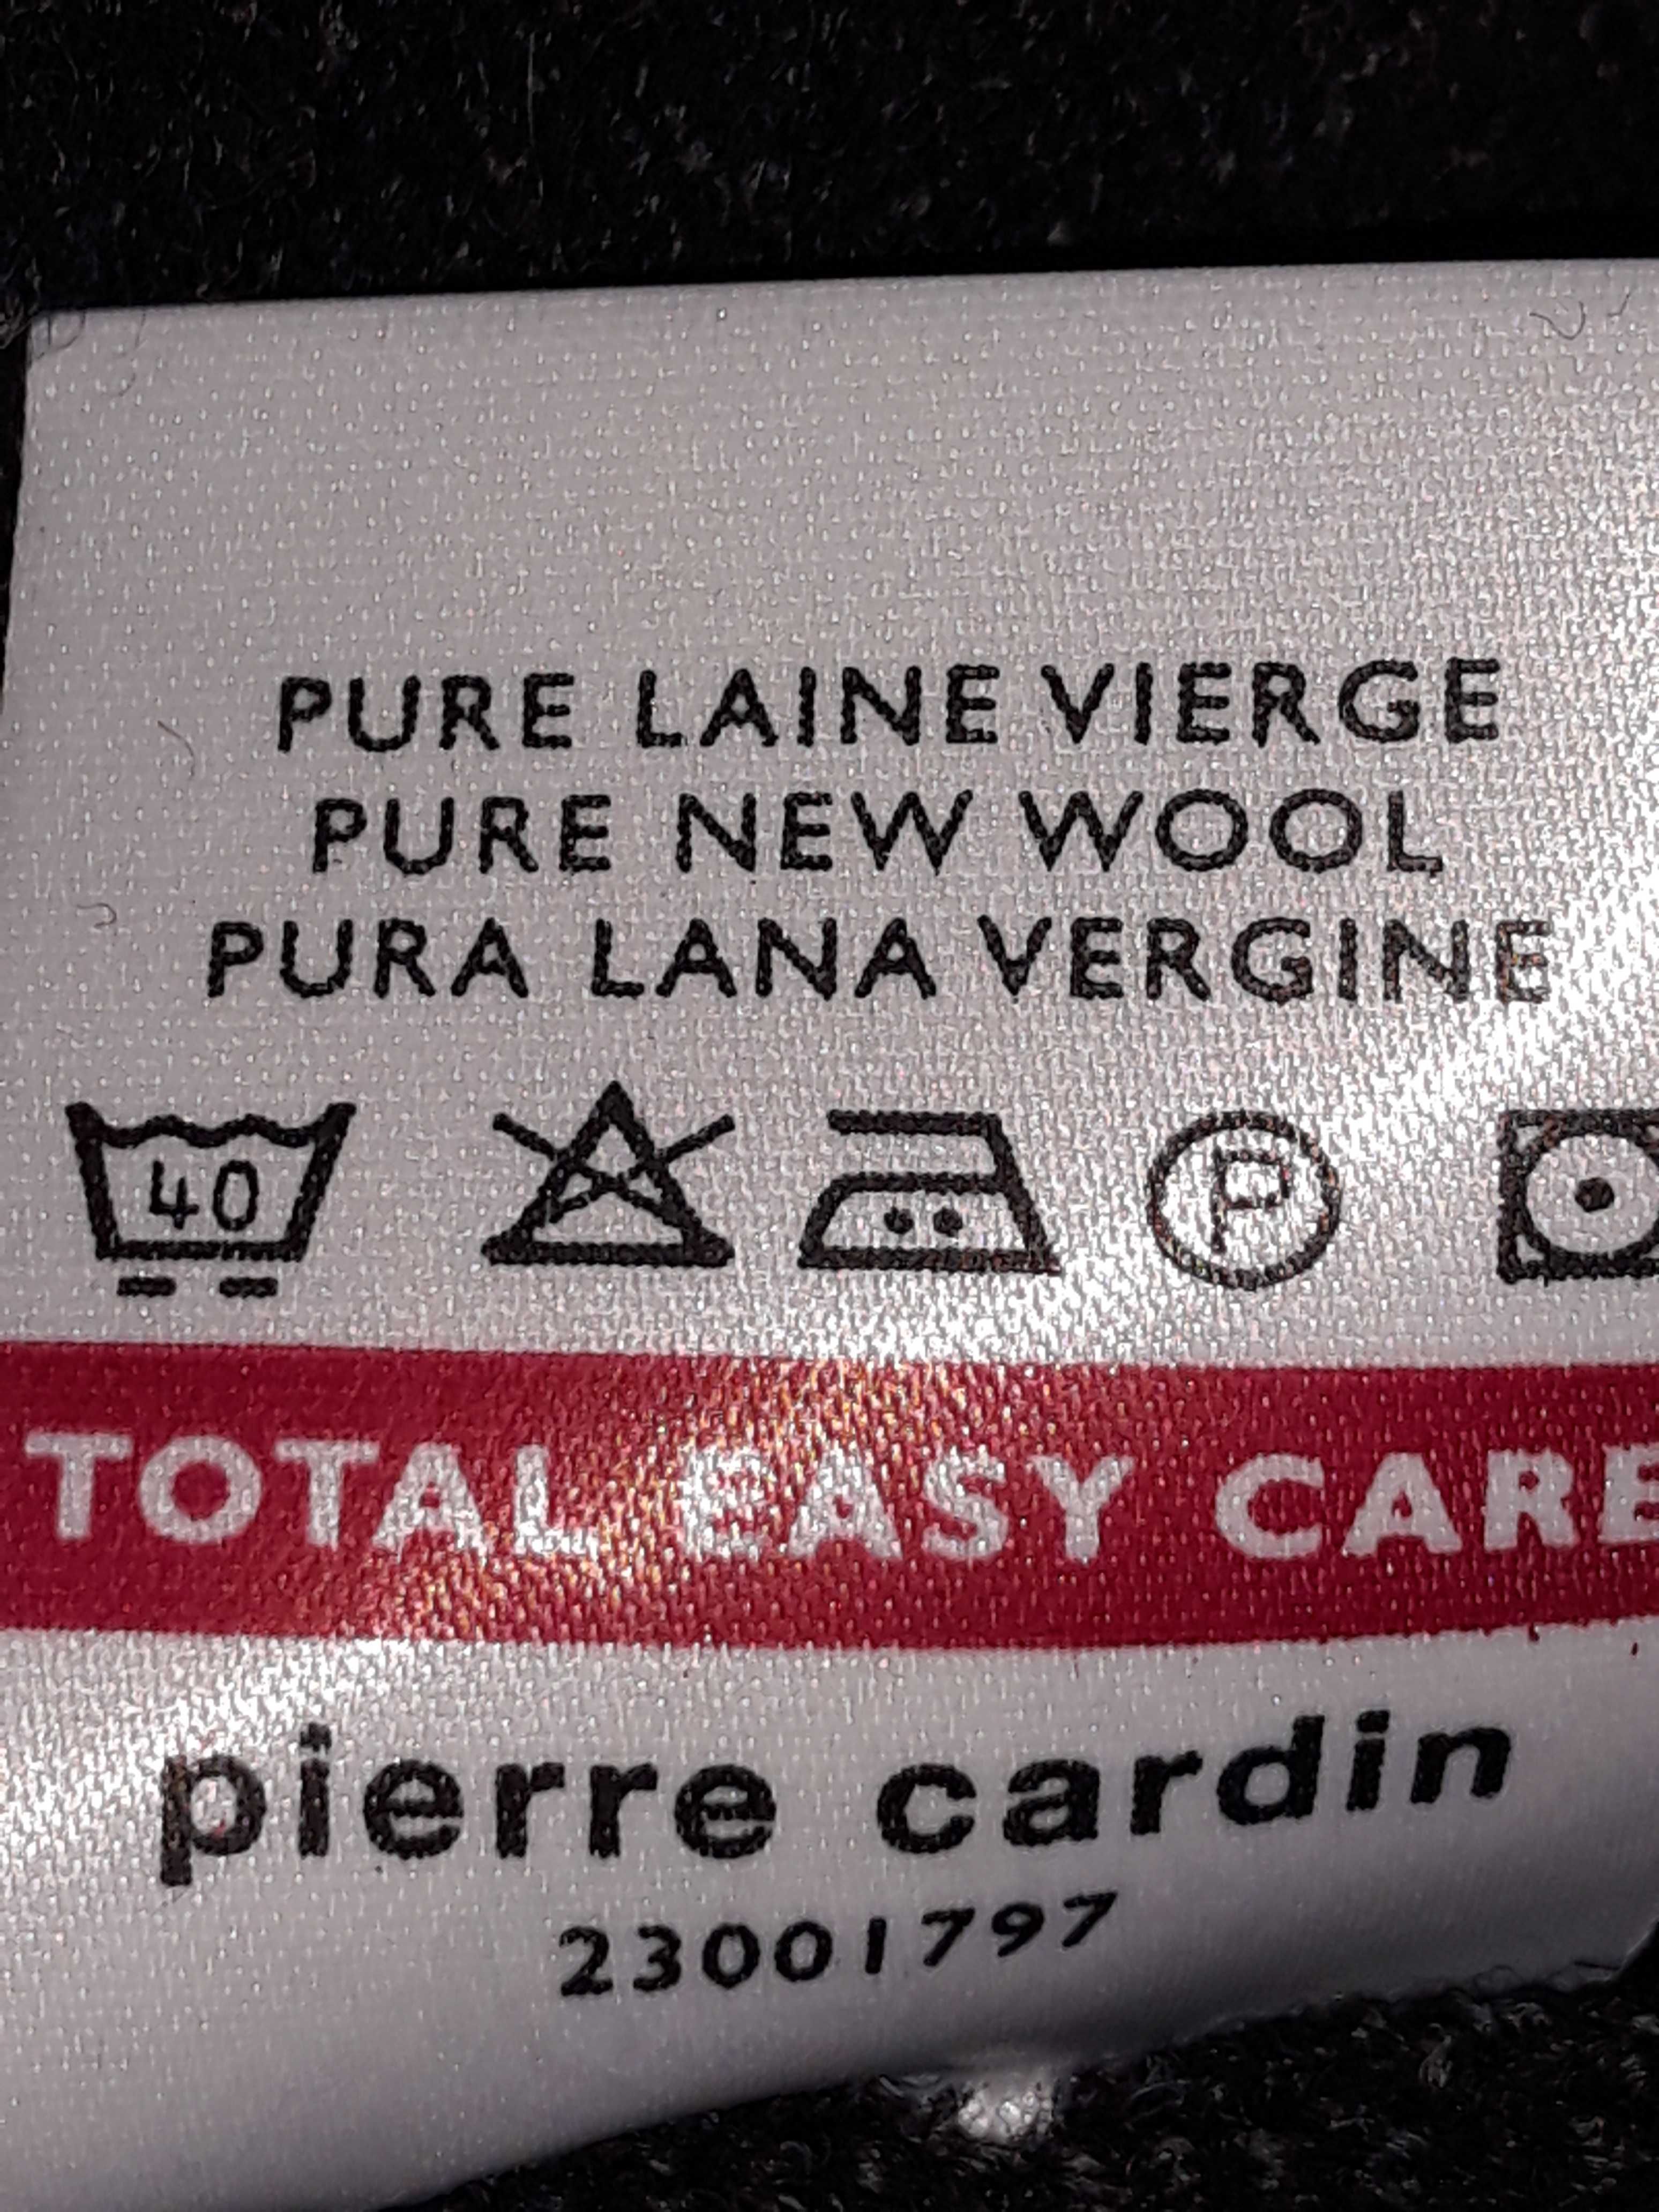 PURE LAINE VIERGE
PURE NEW WOOL
PURA LANA VERGINE
40 P
TOTAL EASY CARE
pierre cardin
23001797